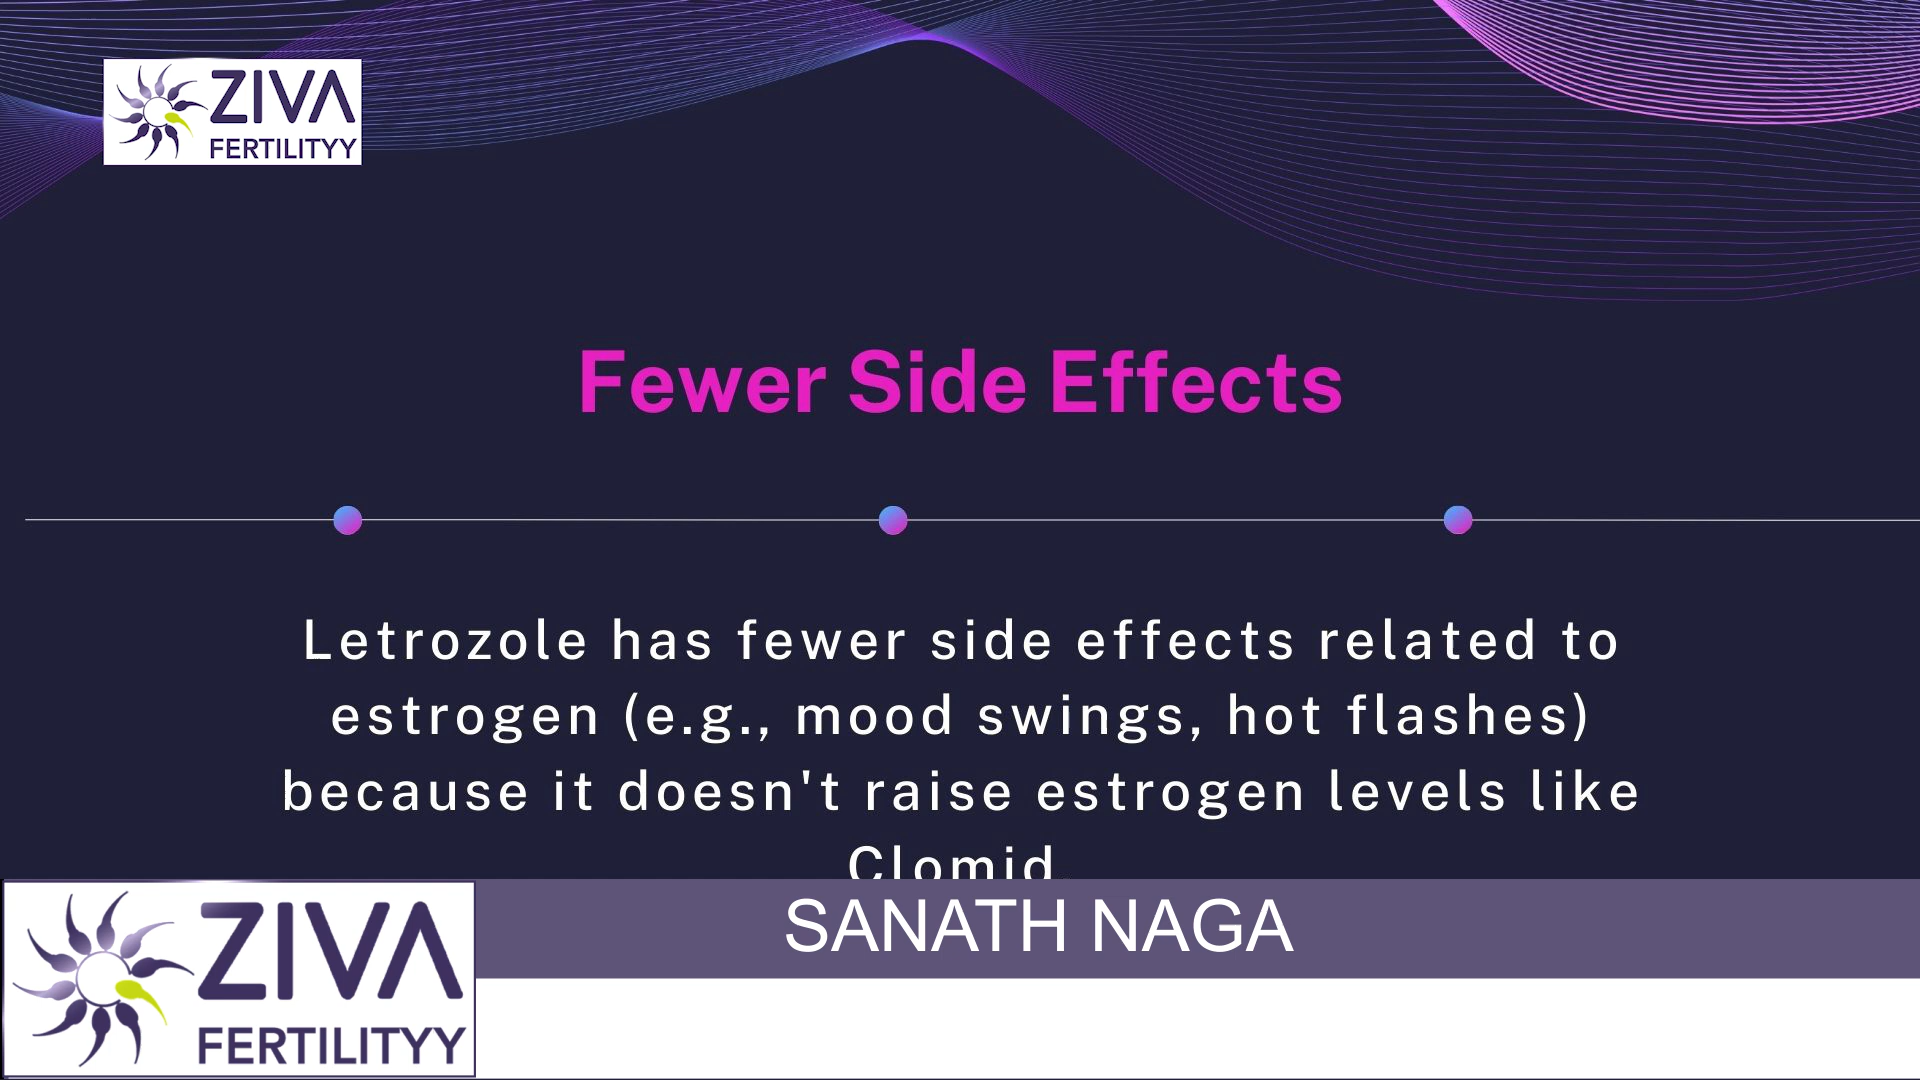 ZIVA
FERTILITYY
Fewer Side Effects
Letrozole has fewer side effects related to
estrogen (e.g., mood swings, hot flashes)
because it doesn't raise estrogen levels like
Clomid
SANATH NAGA
ZIVA
FERTILITYY